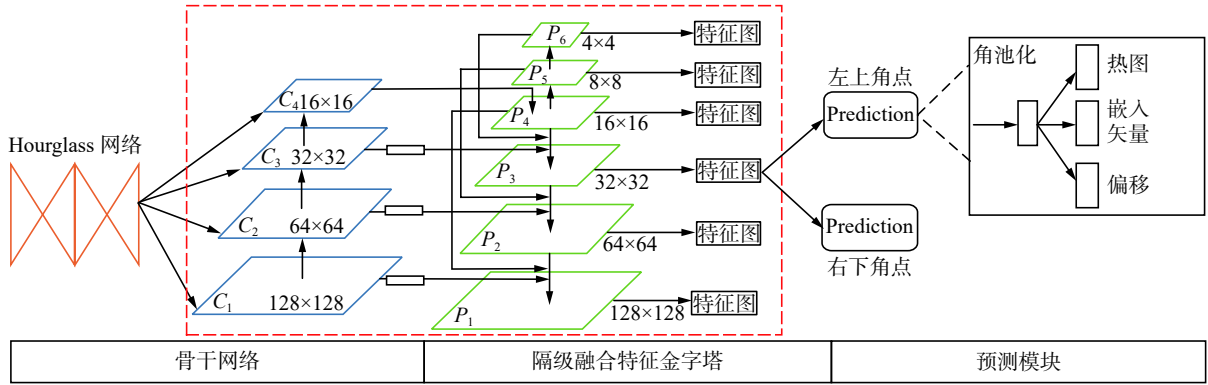 Hourglass 网络
C₄ 16×16
C₃ 32×32
C₂ 64×64
C₁ 128×128
P₆ 4×4 特征图
P₅ 8×8 特征图
P₄ 16×16 特征图
P₃ 32×32 特征图
P₂ 64×64 特征图
P₁ 128×128 特征图
左上角点
Prediction
Prediction
右下角点
角池化
热图
嵌入
矢量
偏移
骨干网络
隔级融合特征金字塔
预测模块